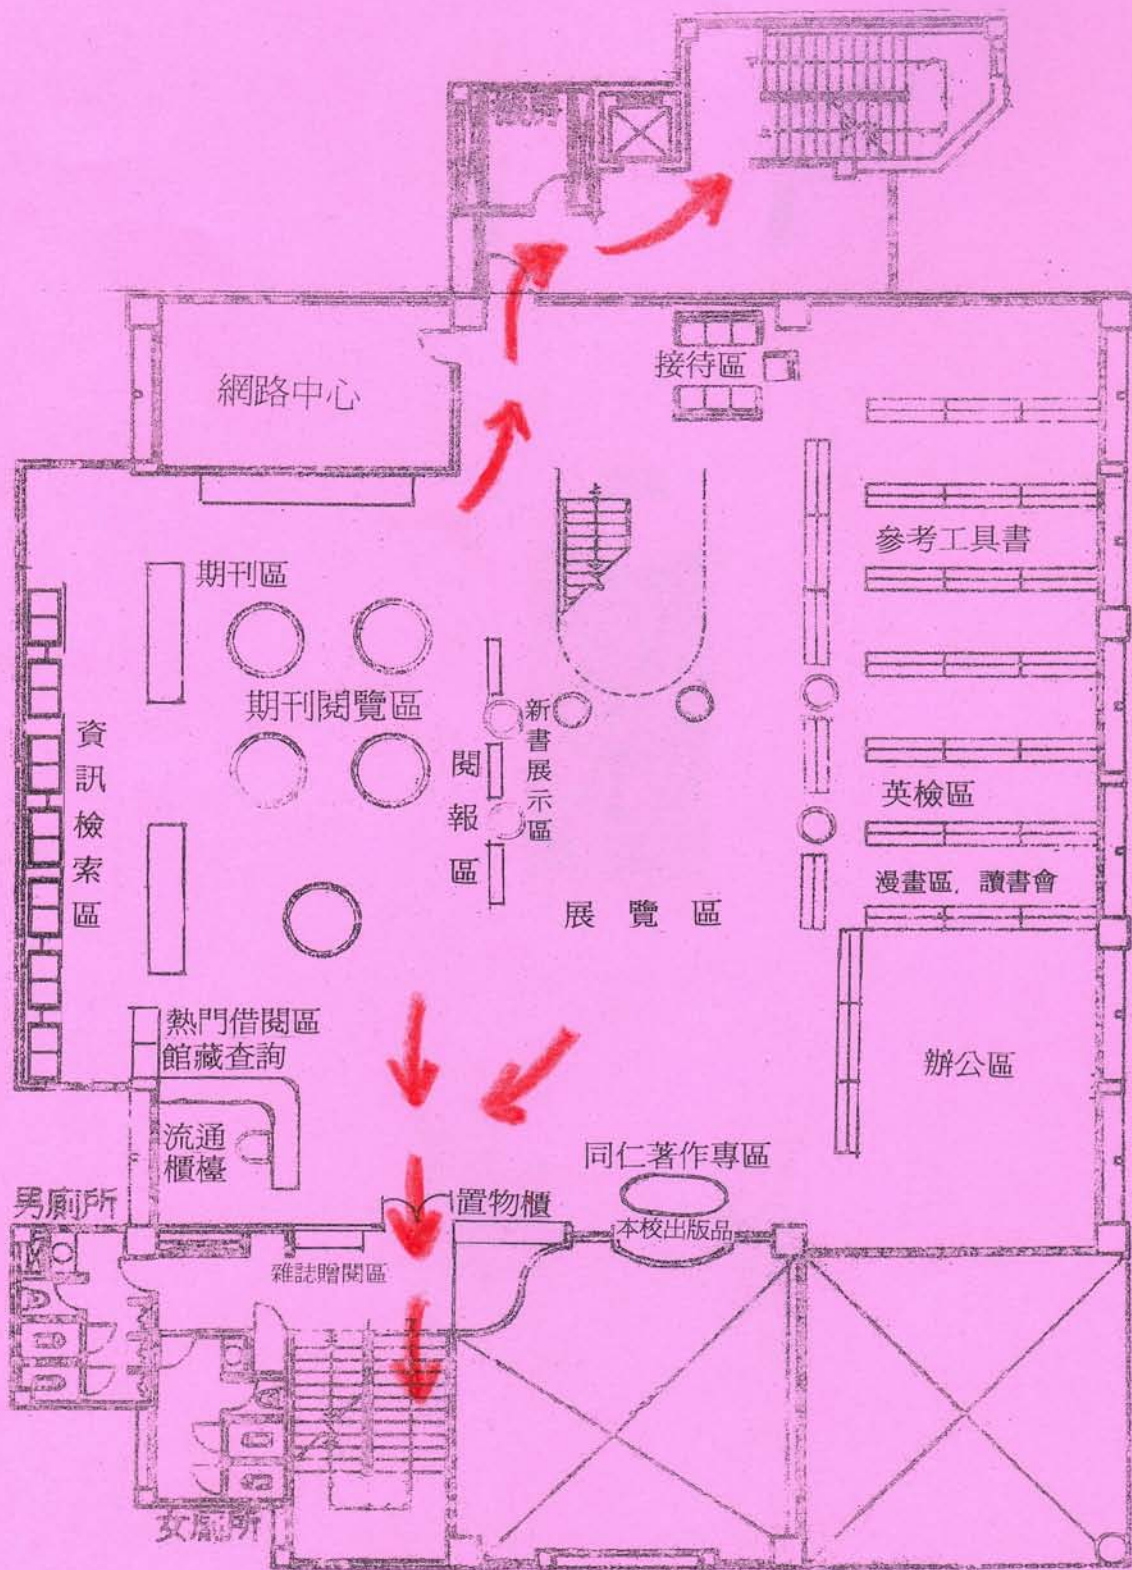 接待區
網路中心
參考工具書
期刊區
期刊閱覽區
新書展示區
資訊檢索區
閱報區
英檢區
漫畫區, 讀書會
展覽區
熱門借閱區
館藏查詢
辦公區
流通
櫃檯
同仁著作專區
男廁所
置物櫃
本校出版品
雜誌贈閱區
女廁所